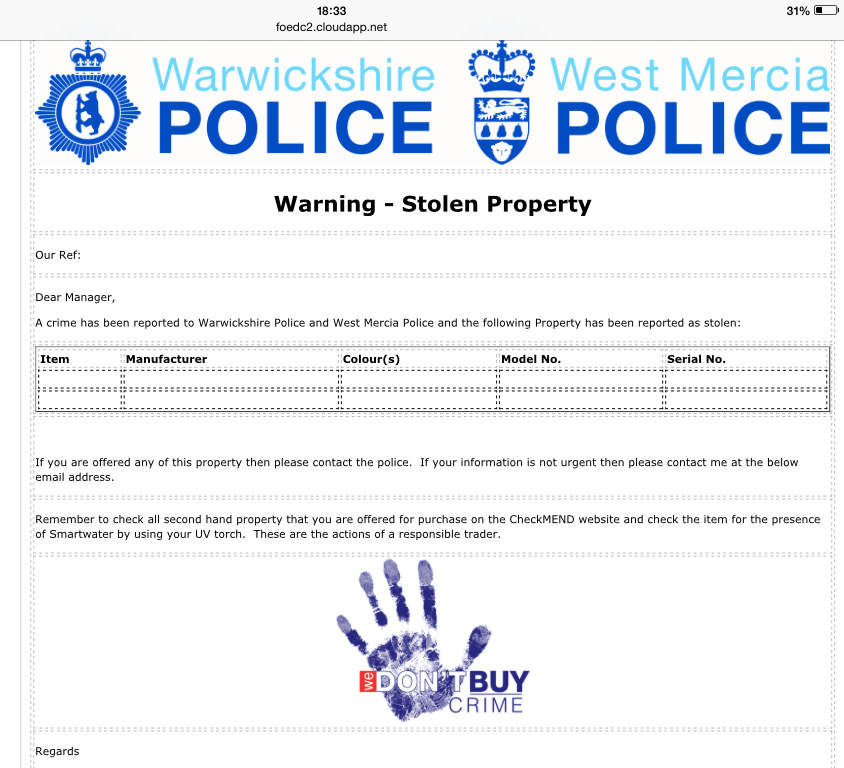 18:33
31%
foedc2.cloudapp.net
Warwickshire
POLICE
West Mercia
POLICE
Warning - Stolen Property
Our Ref:
Dear Manager,
A crime has been reported to Warwickshire Police and West Mercia Police and the following Property has been reported as stolen:
Item Manufacturer Colour(s) Model No. Serial No.
If you are offered any of this property then please contact the police.  If your information is not urgent then please contact me at the below
email address.
Remember to check all second hand property that you are offered for purchase on the CheckMEND website and check the item for the presence
of Smartwater by using your UV torch.  These are the actions of a responsible trader.
we DON'T BUY
CRIME
Regards